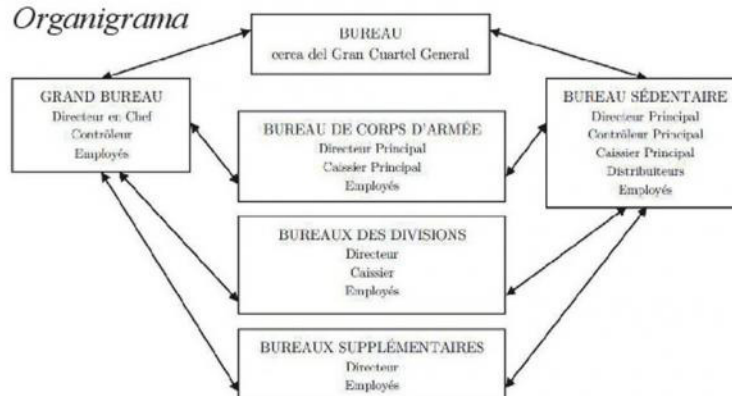 Organigrama
BUREAU
cerca del Gran Cuartel General
GRAND BUREAU
Directeur en Chef
Contrôleur
Employés
BUREAU DE CORPS D'ARMÉE
Directeur Principal
Caissier Principal
Employés
BUREAU SÉDENTAIRE
Directeur Principal
Contrôleur Principal
Caissier Principal
Distribuiteurs
Employés
BUREAUX DES DIVISIONS
Directeur
Caissier
Employés
BUREAUX SUPPLÉMENTAIRES
Directeur
Employés